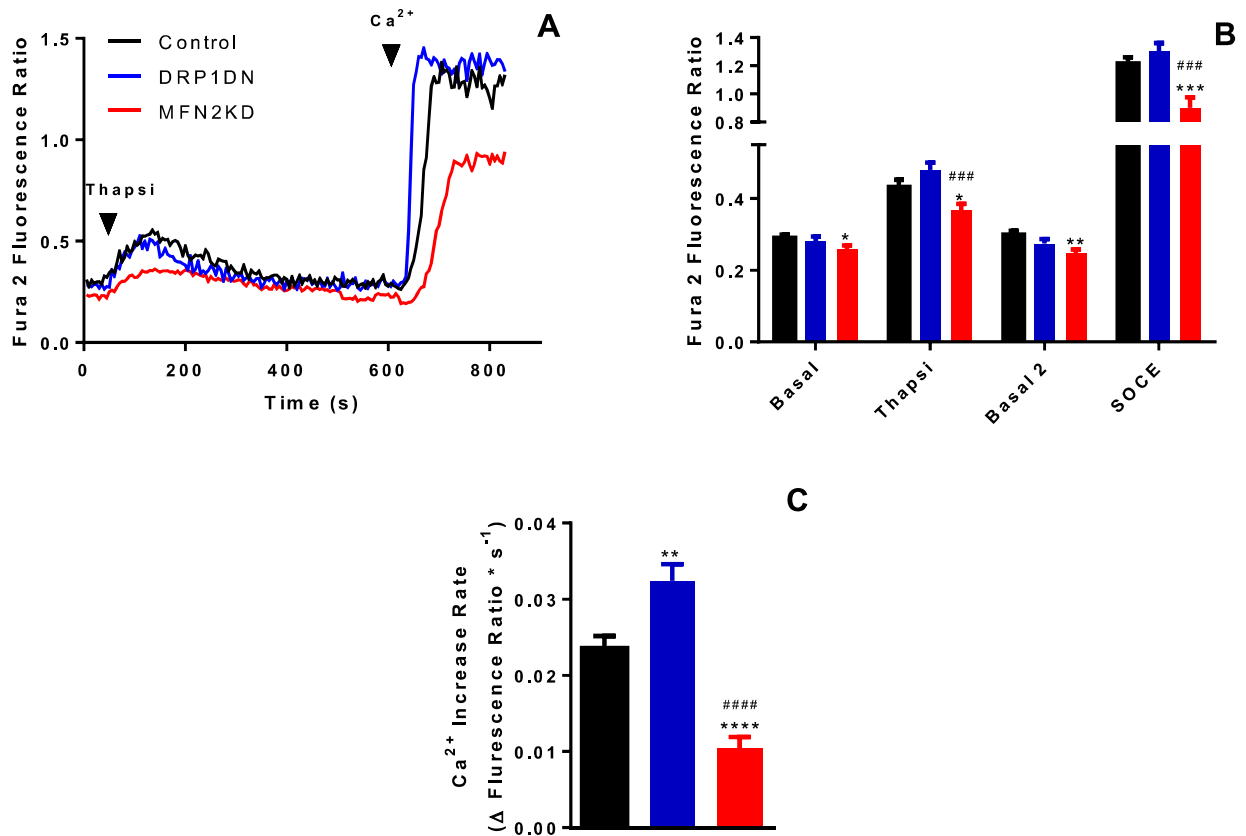 A
Ca2+
Control
DRP1DN
MFN2KD
Thapsi
Fura 2 Fluorescence Ratio
1.5
1.0
0.5
0.0
0 200 400 600 800
Time (s)
B
Fura 2 Fluorescence Ratio
1.4
1.2
1.0
0.8
0.4
0.2
0.0
*
###
*
**
###
***
Basal
Thapsi
Basal 2
SOCE
C
Ca2+ Increase Rate
(Δ Flurescence Ratio * s-1)
0.04
0.03
0.02
0.01
0.00
**
####
****